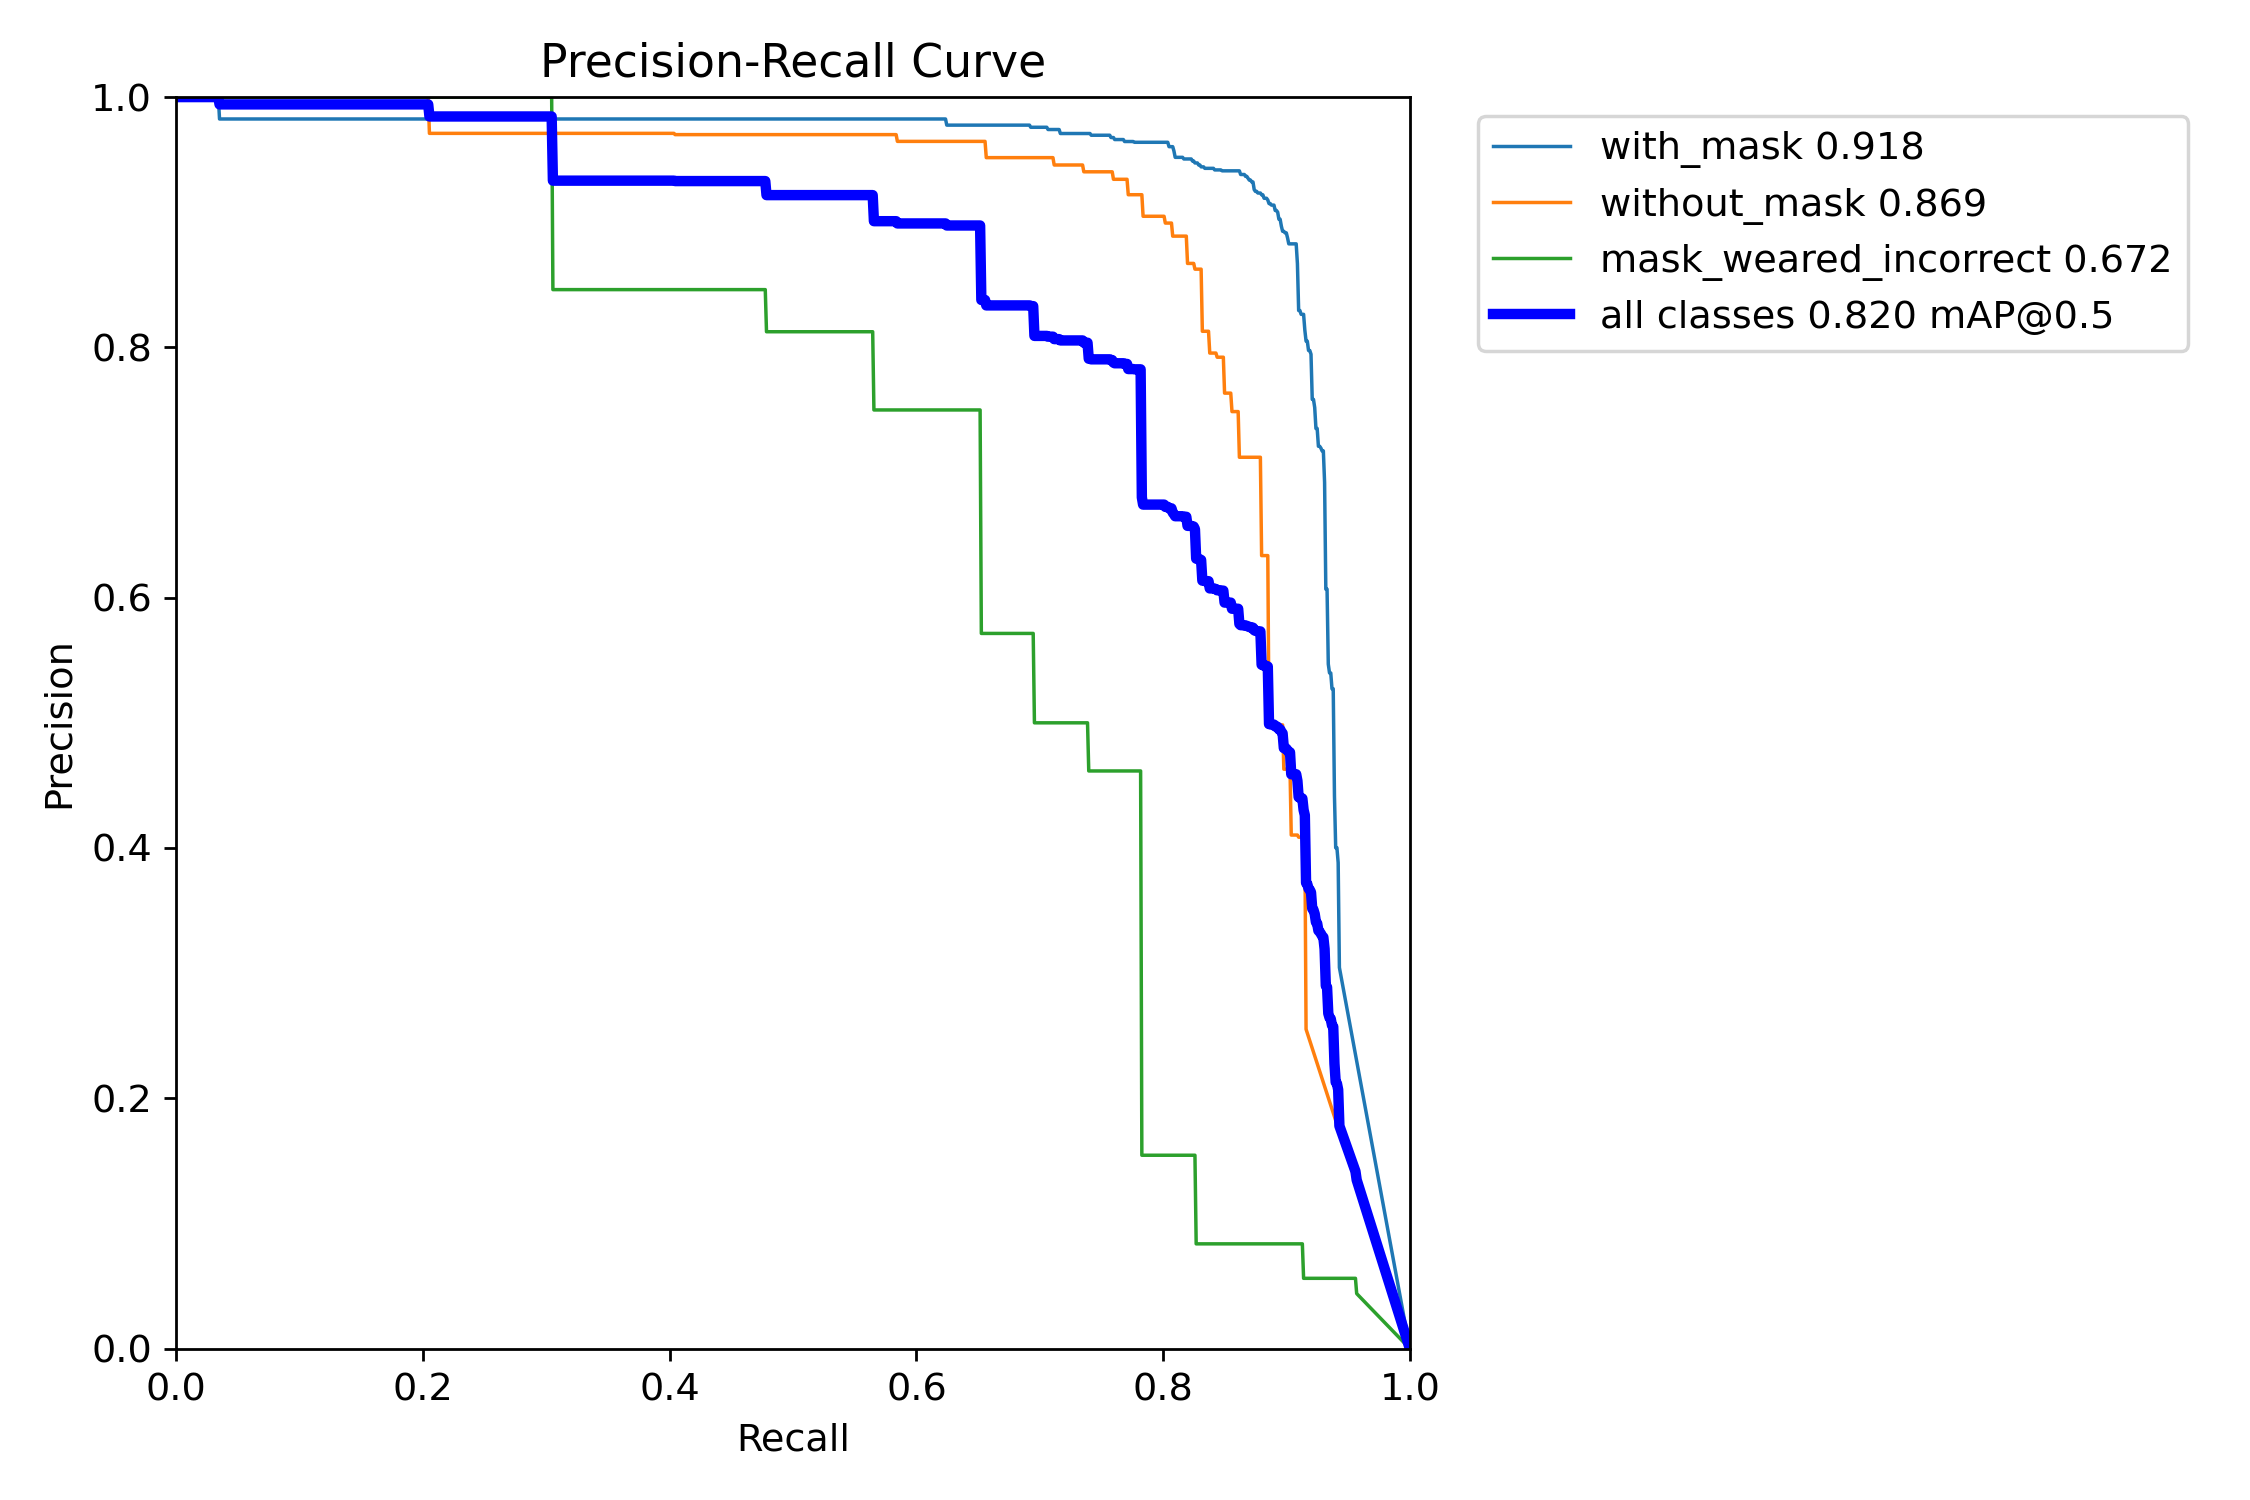 Precision-Recall Curve
1.0
0.8
0.6
0.4
0.2
0.0
Precision
0.0 0.2 0.4 0.6 0.8 1.0
Recall
with_mask 0.918
without_mask 0.869
mask_weared_incorrect 0.672
all classes 0.820 mAP@0.5